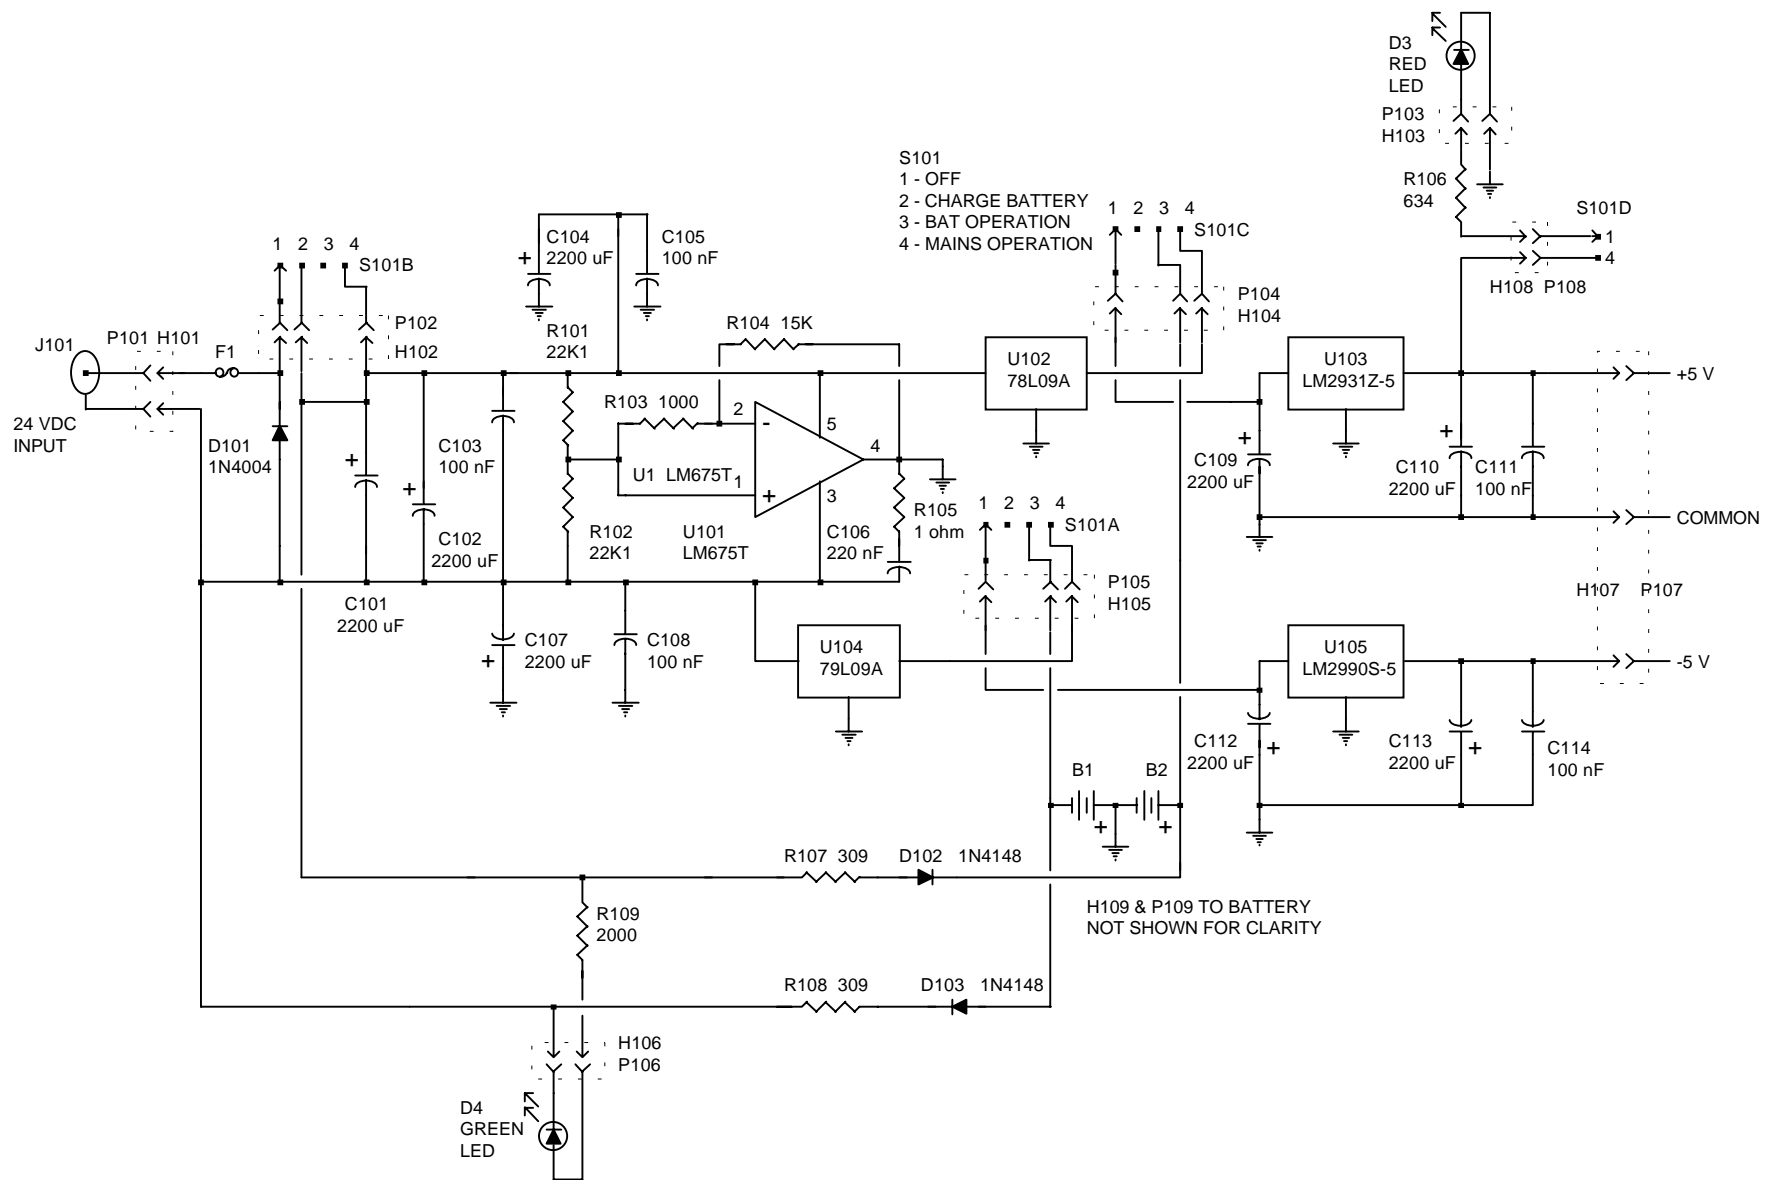 D3
RED
LED
P103
H103
R106
634
S101D
1
4
H108 P108
S101
1 - OFF
2 - CHARGE BATTERY
3 - BAT OPERATION
4 - MAINS OPERATION
1 2 3 4
S101C
P104
H104
1 2 3 4
S101B
P102
H102
C104
2200 uF
+
C105
100 nF
J101
P101 H101
F1
24 VDC
INPUT
D101
1N4004
R101
22K1
R104 15K
R103 1000
2
-
5
4
U1 LM675T
1
+
3
U102
78L09A
U103
LM2931Z-5
+5 V
C103
100 nF
+
+
C102
2200 uF
C101
2200 uF
R102
22K1
U101
LM675T
C106
220 nF
R105
1 ohm
1 2 3 4
S101A
P105
H105
+
C109
2200 uF
+
C110
2200 uF
C111
100 nF
COMMON
H107 P107
C107
2200 uF
+
C108
100 nF
U104
79L09A
U105
LM2990S-5
-5 V
C112
2200 uF
+
C113
2200 uF
+
C114
100 nF
B1
+
B2
+
R107 309
D102 1N4148
R109
2000
H109 & P109 TO BATTERY
NOT SHOWN FOR CLARITY
R108 309
D103 1N4148
H106
P106
D4
GREEN
LED